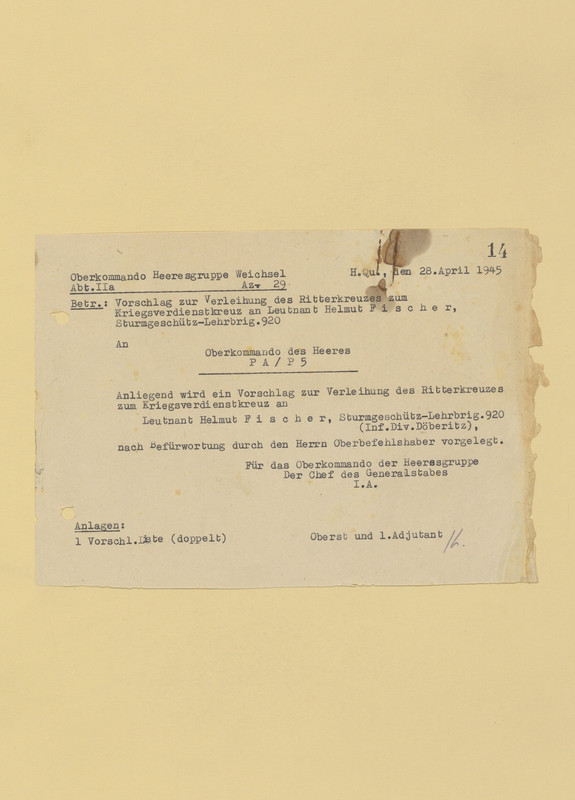 14
Oberkommando Heeresgruppe Weichsel H.Qu., den 28.April 1945
Abt.IIa Az. 29
Betr.: Vorschlag zur Verleihung des Ritterkreuzes zum
Kriegsverdienstkreuz an Leutnant Helmut F i s c h e r,
Sturmgeschütz-Lehrbrig.920
An
Oberkommando des Heeres
P A / P 5
Anliegend wird ein Vorschlag zur Verleihung des Ritterkreuzes
zum Kriegsverdienstkreuz an
Leutnant Helmut F i s c h e r, Sturmgeschütz-Lehrbrig.920
(Inf.Div.Döberitz),
nach Befürwortung durch den Herrn Oberbefehlshaber vorgelegt.
Für das Oberkommando der Heeresgruppe
Der Chef des Generalstabes
I.A.
Anlagen:
1 Vorschl.Liste (doppelt) Oberst und 1.Adjutant